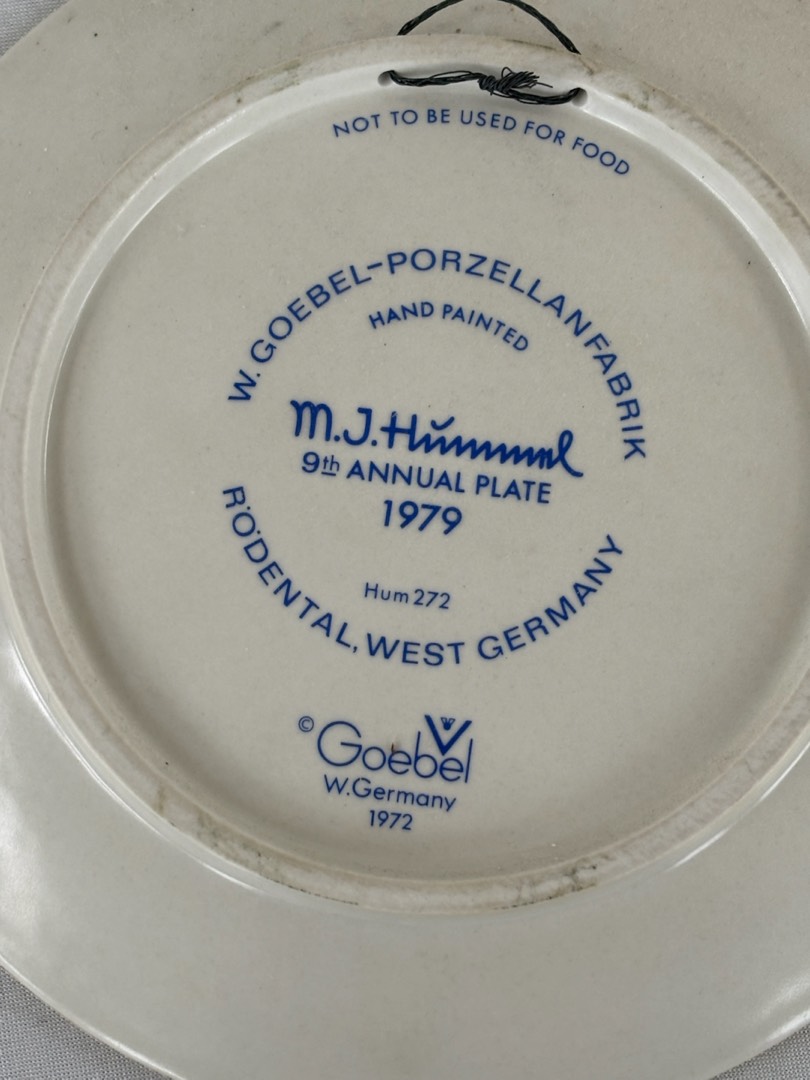 NOT TO BE USED FOR FOOD
W. GOEBEL-PORZELLANFABRIK
HAND PAINTED
M.J.Hummel
9th ANNUAL PLATE
1979
Hum 272
RÖDENTAL, WEST GERMANY
© Goebel
W.Germany
1972